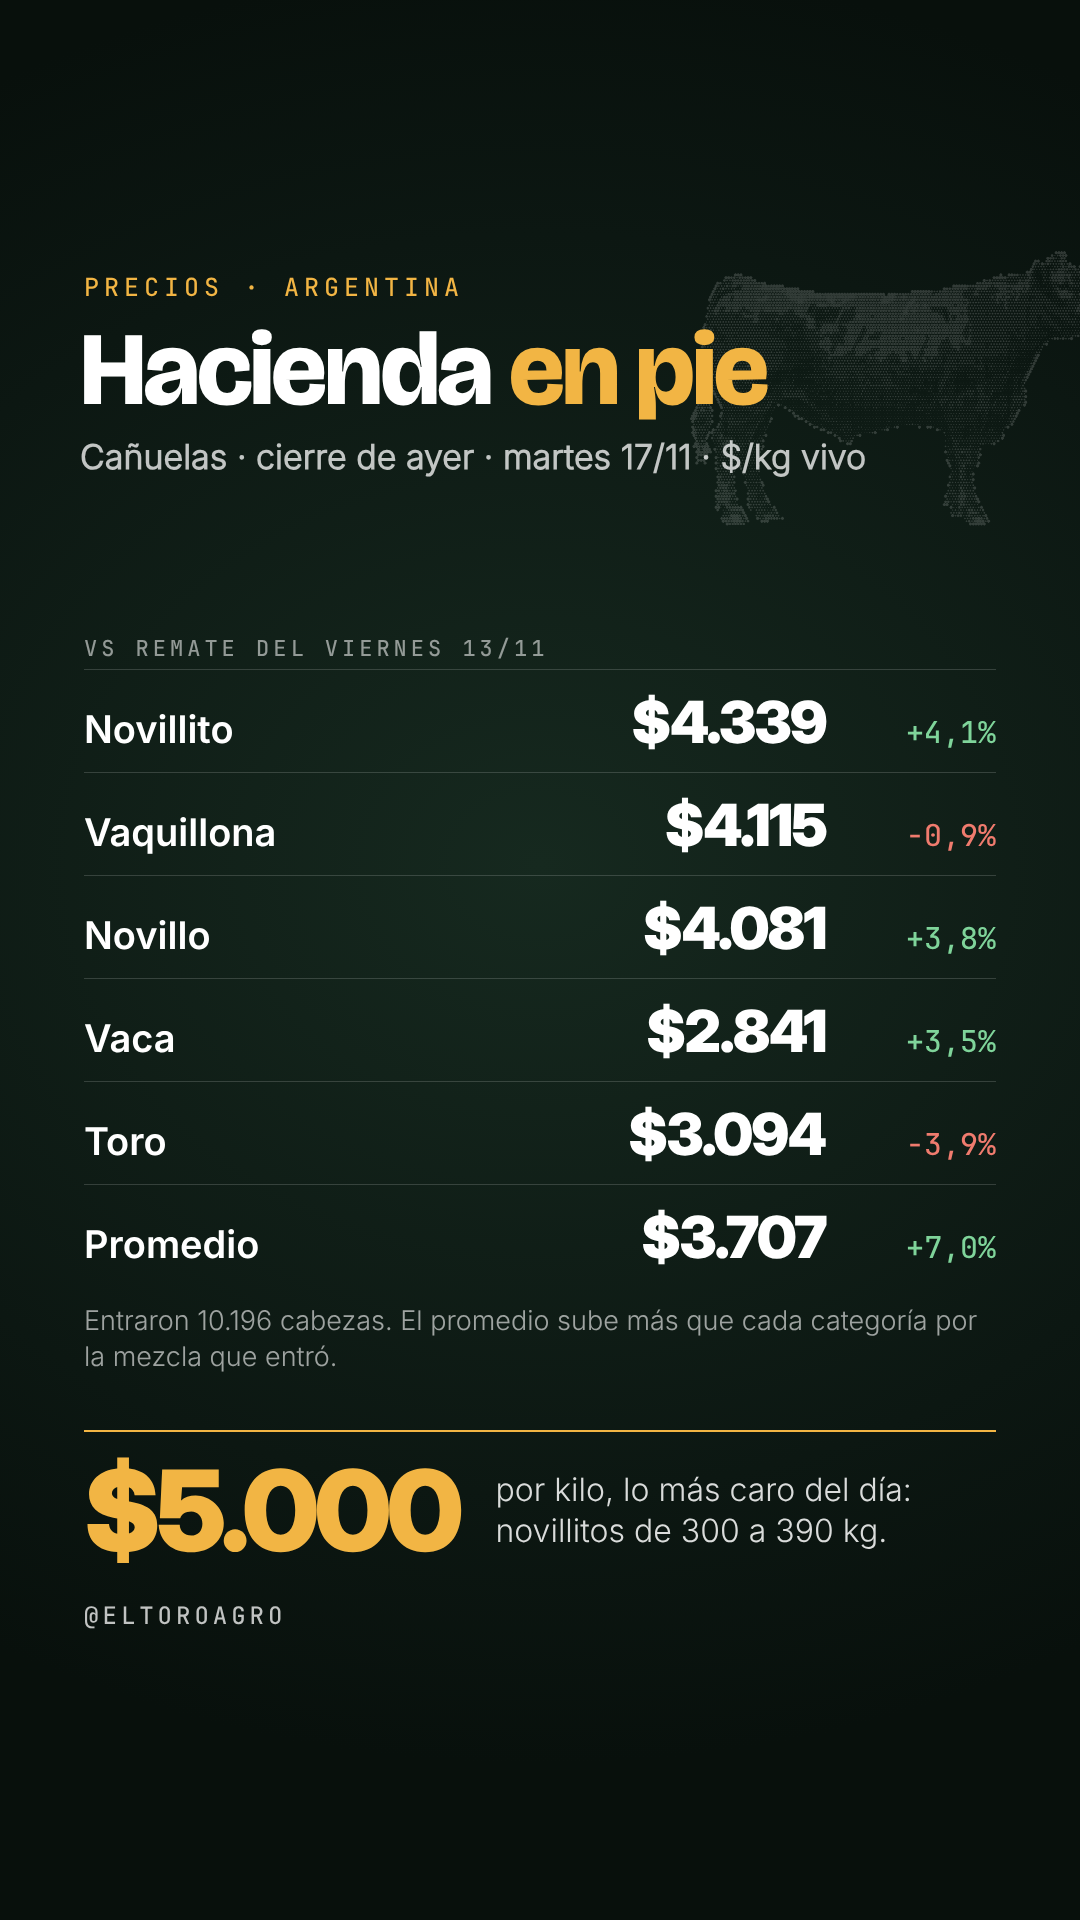 PRECIOS · ARGENTINA
Hacienda en pie
Cañuelas · cierre de ayer · martes 17/11 · $/kg vivo
VS REMATE DEL VIERNES 13/11
Novillito $4.339 +4,1%
Vaquillona $4.115 -0,9%
Novillo $4.081 +3,8%
Vaca $2.841 +3,5%
Toro $3.094 -3,9%
Promedio $3.707 +7,0%
Entraron 10.196 cabezas. El promedio sube más que cada categoría por
la mezcla que entró.
$5.000
por kilo, lo más caro del día:
novillitos de 300 a 390 kg.
@ELTOROAGRO